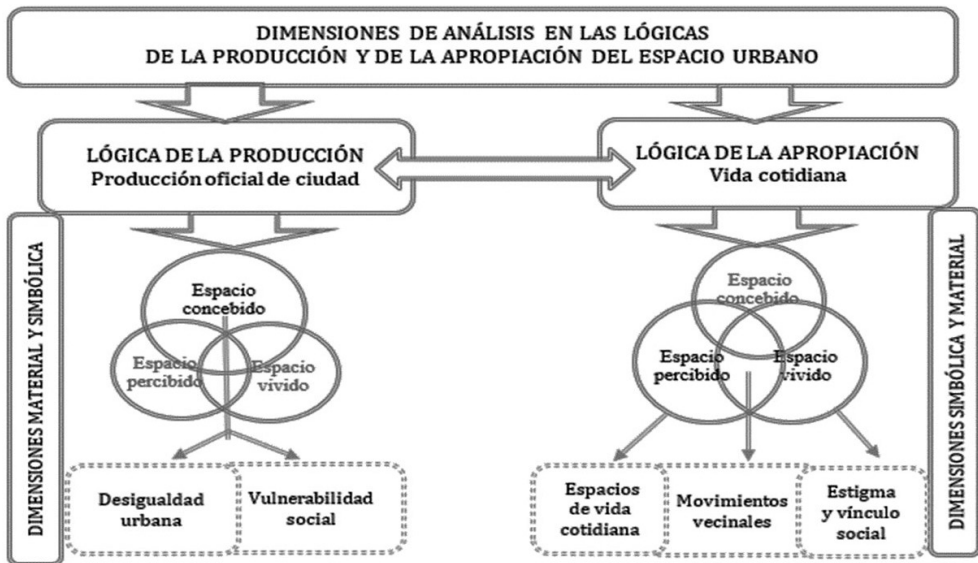 DIMENSIONES DE ANÁLISIS EN LAS LÓGICAS
DE LA PRODUCCIÓN Y DE LA APROPIACIÓN DEL ESPACIO URBANO
LÓGICA DE LA PRODUCCIÓN
Producción oficial de ciudad
LÓGICA DE LA APROPIACIÓN
Vida cotidiana
DIMENSIONES MATERIAL Y SIMBÓLICA
Espacio
concebido
Espacio
percibido
Espacio
vívido
Desigualdad
urbana
Vulnerabilidad
social
Espacio
concebido
Espacio
percibido
Espacio
vívido
Espacios
de vida
cotidiana
Movimientos
vecinales
Estigma
y vínculo
social
DIMENSIONES SIMBÓLICA Y MATERIAL